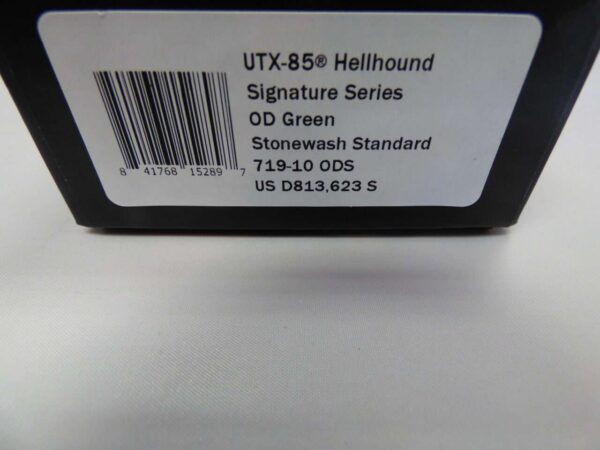 UTX-85® Hellhound
Signature Series
OD Green
Stonewash Standard
719-10 ODS
US D813,623 S
8 41768 15289 7